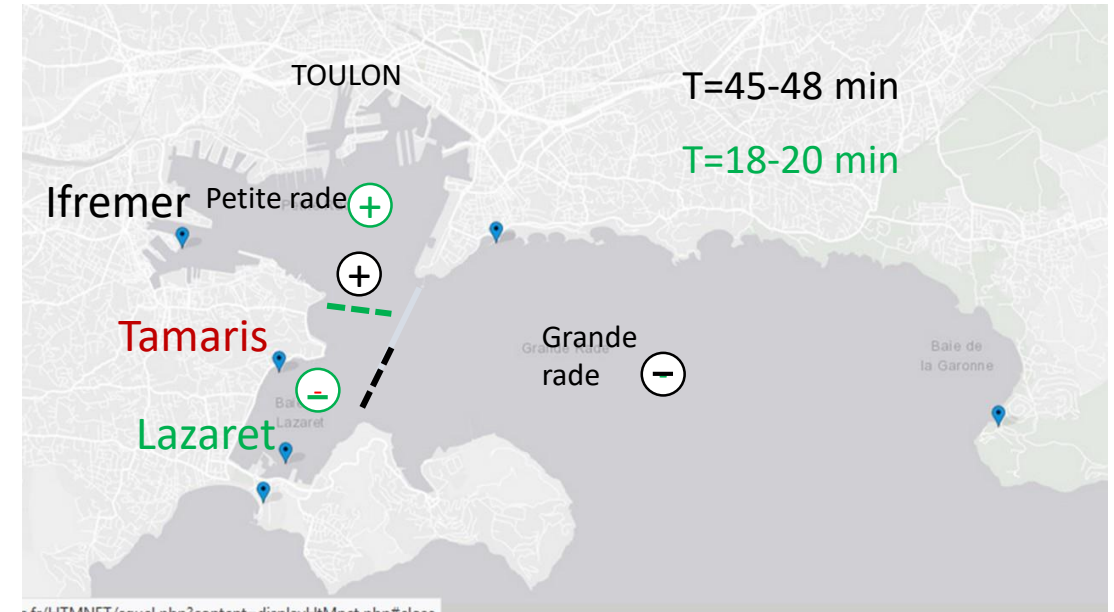 TOULON
T=45-48 min
T=18-20 min
Ifremer
Petite rade
+
+
Tamaris
Grande
rade
-
Grande Rade
Baie de
la Garonne
-
Lazaret
Lazaret